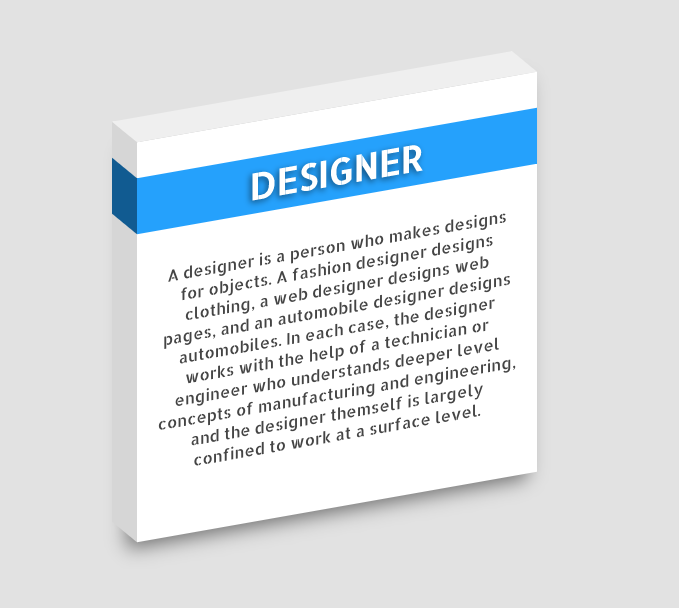 DESIGNER
A designer is a person who makes designs
for objects. A fashion designer designs
clothing, a web designer designs web
pages, and an automobile designer designs
automobiles. In each case, the designer
works with the help of a technician or
engineer who understands deeper level
concepts of manufacturing and engineering,
and the designer themself is largely
confined to work at a surface level.